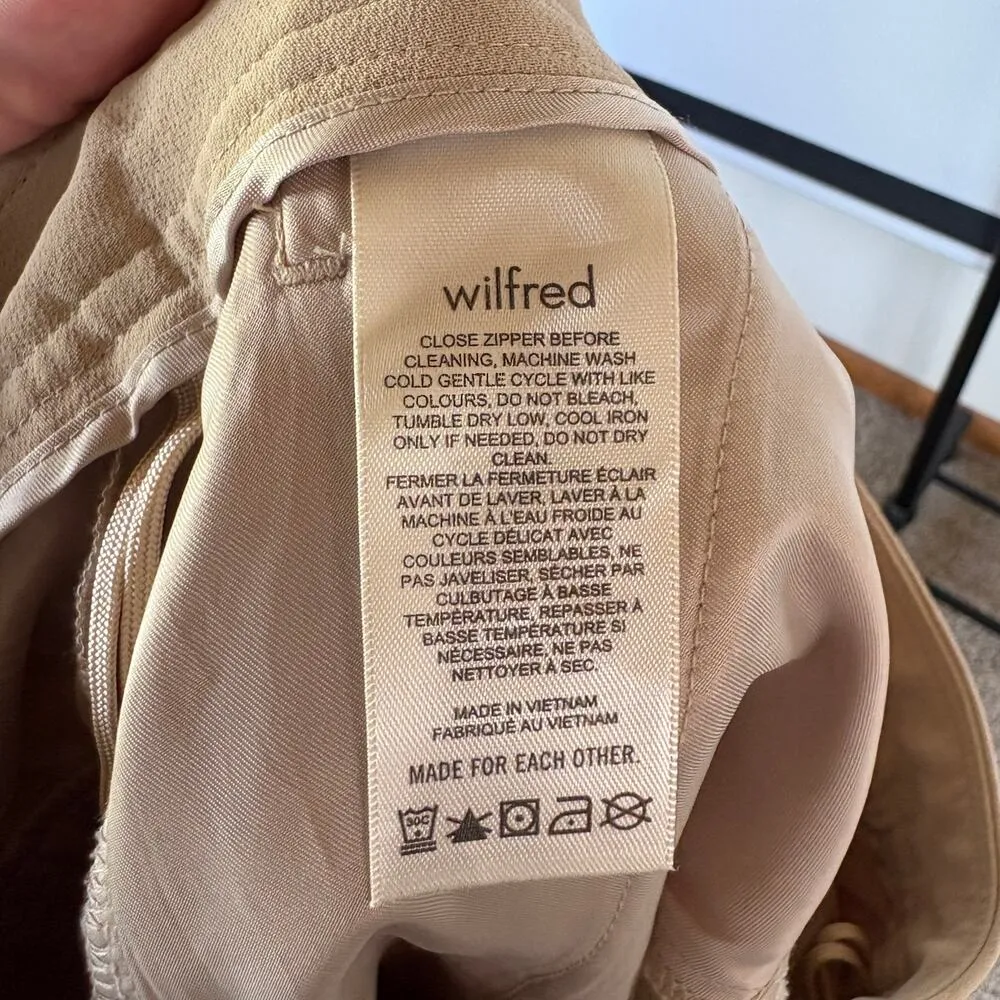 wilfred
CLOSE ZIPPER BEFORE
CLEANING, MACHINE WASH
COLD GENTLE CYCLE WITH LIKE
COLOURS, DO NOT BLEACH,
TUMBLE DRY LOW, COOL IRON
ONLY IF NEEDED, DO NOT DRY
CLEAN.
FERMER LA FERMETURE ÉCLAIR
AVANT DE LAVER, LAVER À LA
MACHINE À L'EAU FROIDE AU
CYCLE DÉLICAT AVEC
COULEURS SEMBLABLES, NE
PAS JAVELISER, SÉCHER PAR
CULBUTAGE À BASSE
TEMPÉRATURE, REPASSER À
BASSE TEMPÉRATURE SI
NÉCESSAIRE, NE PAS
NETTOYER À SEC.
MADE IN VIETNAM
FABRIQUÉ AU VIETNAM
MADE FOR EACH OTHER.
30C